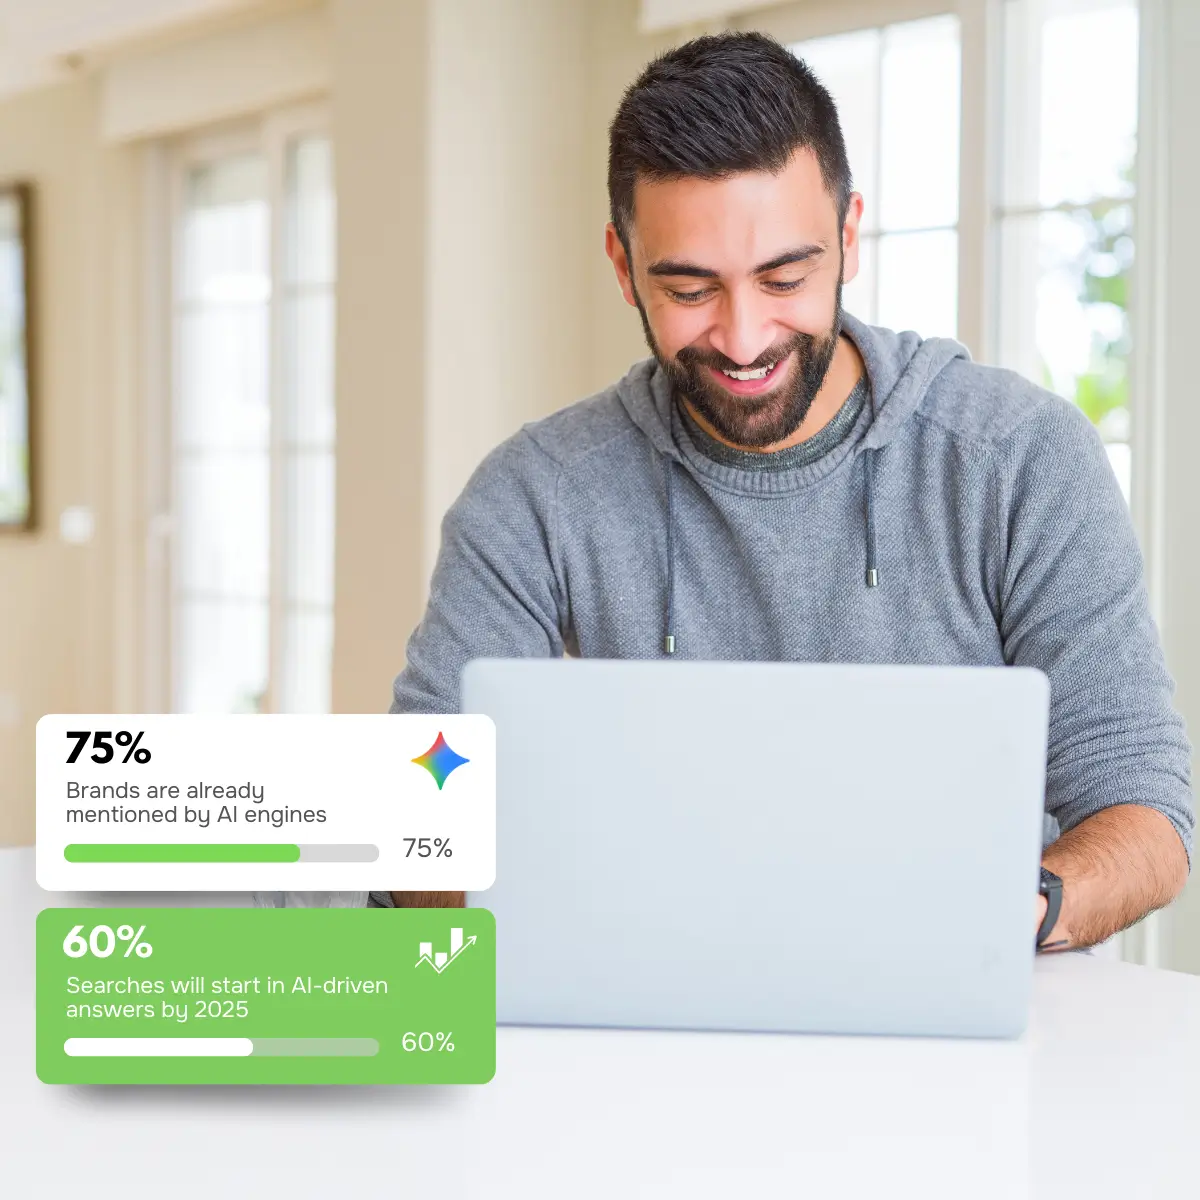 75%
Brands are already
mentioned by AI engines
75%
60%
Searches will start in AI-driven
answers by 2025
60%